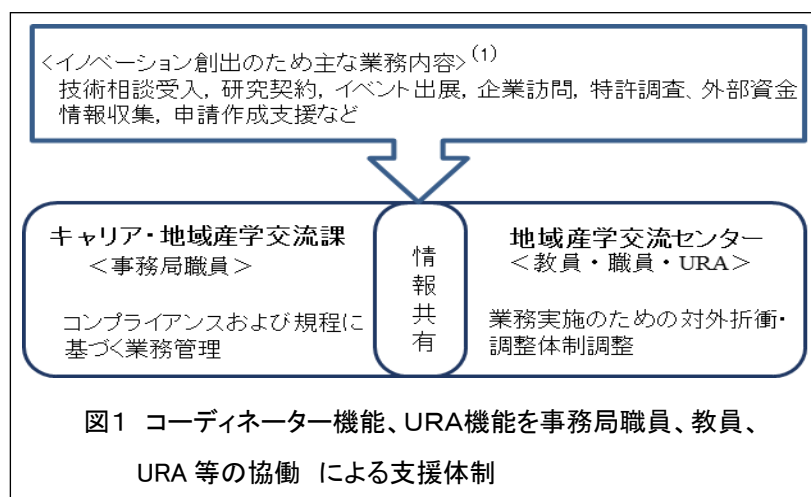 <イノベーション創出のため主な業務内容>(1)
技術相談受入, 研究契約, イベント出展, 企業訪問, 特許調査、外部資金
情報収集, 申請作成支援など
キャリア・地域産学交流課
<事務局職員>
コンプライアンスおよび規程に
基づく業務管理
情報共有
地域産学交流センター
<教員・職員・URA>
業務実施のための対外折衝・
調整体制調整
図1 コーディネーター機能、URA機能を事務局職員、教員、
URA 等の協働 による支援体制